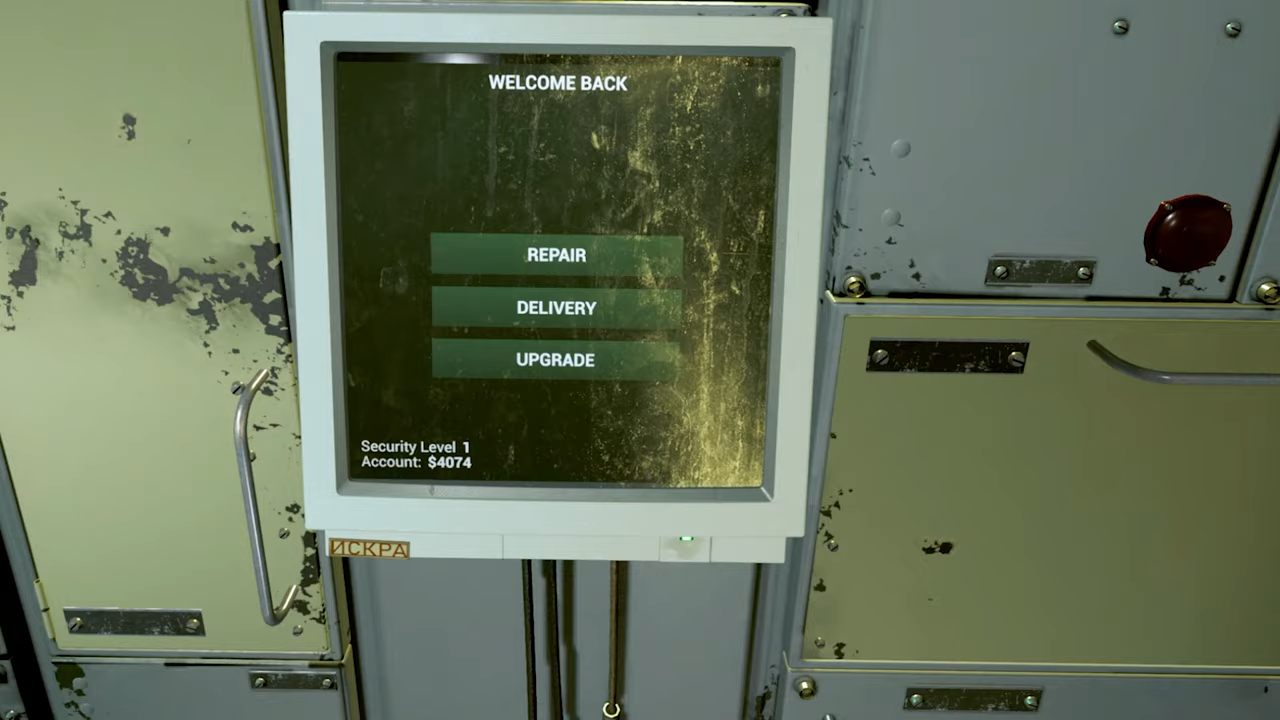 WELCOME BACK
REPAIR
DELIVERY
UPGRADE
Security Level 1
Account: $4074
ИСКРА